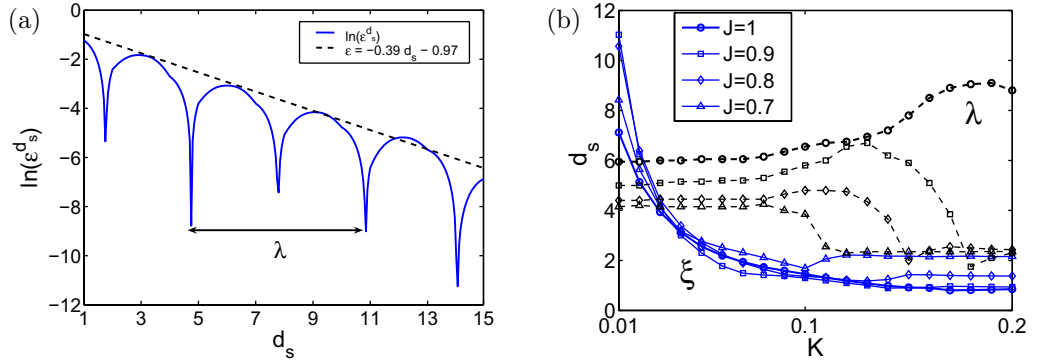 (a)
ln(ε^{d_s})
ε = −0.39 d_s − 0.97
0
−2
−4
−6
−8
−10
−12
ln(ε^{d_s})
λ
1 3 5 7 9 11 13 15
d_s
(b)
J=1
J=0.9
J=0.8
J=0.7
12
10
8
6
4
2
0
d_s
λ
ξ
0.01 0.1 0.2
K